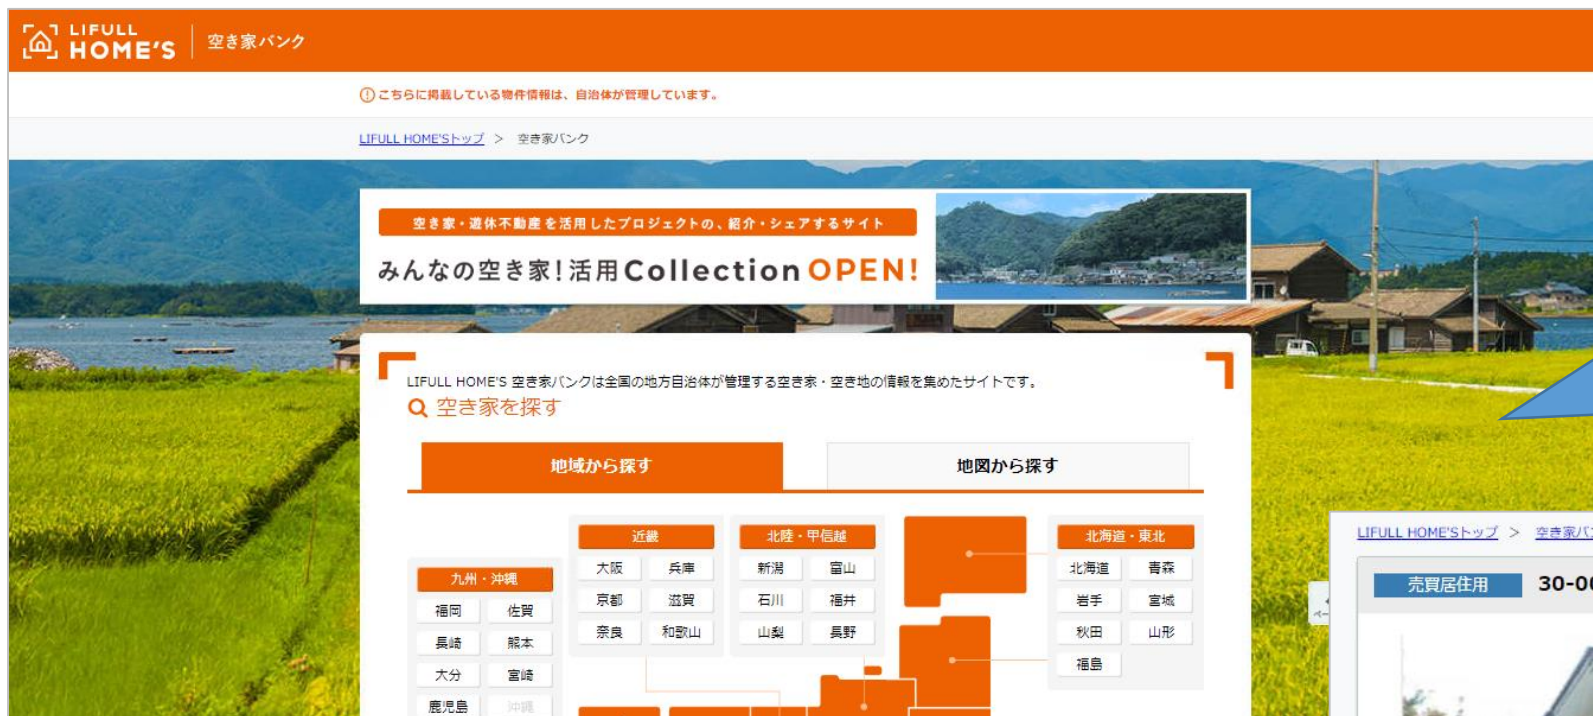 LIFULL
HOME'S
空き家バンク
こちらに掲載している物件情報は、自治体が管理しています。
LIFULL HOME'Sトップ > 空き家バンク
空き家・遊休不動産を活用したプロジェクトの、紹介・シェアするサイト
みんなの空き家!活用Collection OPEN!
LIFULL HOME'S 空き家バンクは全国の地方自治体が管理する空き家・空き地の情報を集めたサイトです。
空き家を探す
地域から探す
地図から探す
九州・沖縄
福岡 佐賀
長崎 熊本
大分 宮崎
鹿児島 沖縄
近畿
大阪 兵庫
京都 滋賀
奈良 和歌山
北陸・甲信越
新潟 富山
石川 福井
山梨 長野
北海道・東北
北海道 青森
岩手 宮城
秋田 山形
福島
LIFULL HOME'Sトップ > 空き家バ
売買居住用 30-00